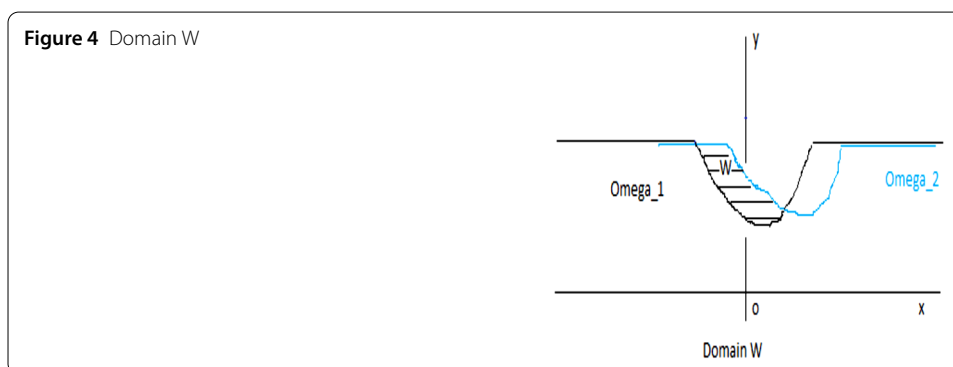 Figure 4 Domain W
y
W
Omega_1
Omega_2
o
x
Domain W